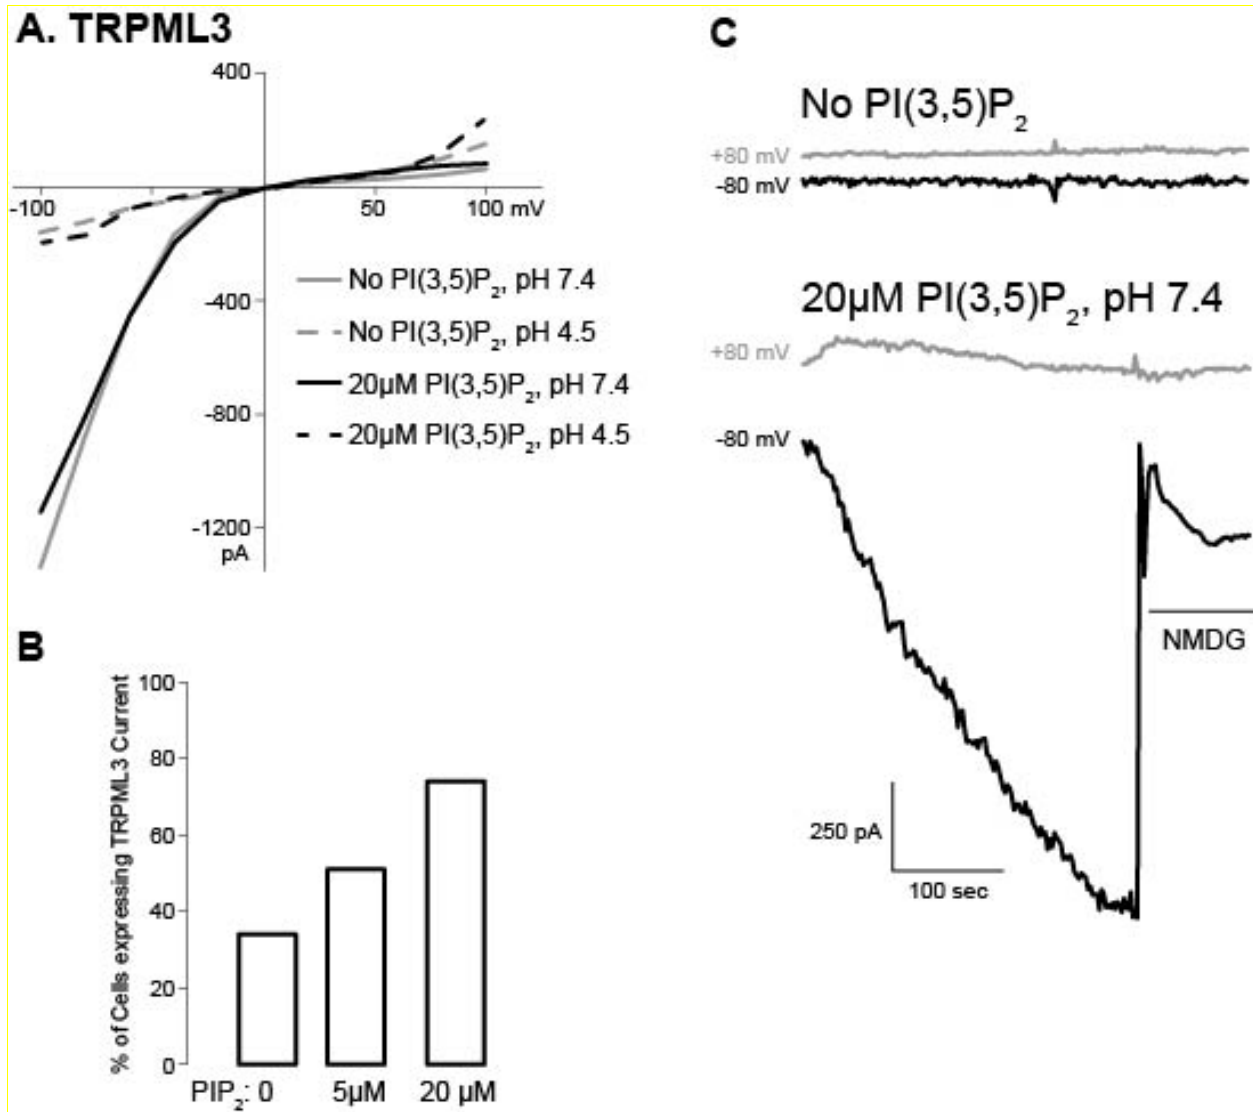 A. TRPML3
400
-100
50
100 mV
-400
-800
-1200
pA
No PI(3,5)P₂, pH 7.4
No PI(3,5)P₂, pH 4.5
20µM PI(3,5)P₂, pH 7.4
20µM PI(3,5)P₂, pH 4.5
B
% of Cells expressing TRPML3 Current
100
80
60
40
20
0
PIP₂: 0 5µM 20 µM
C
No PI(3,5)P₂
+80 mV
-80 mV
20µM PI(3,5)P₂, pH 7.4
+80 mV
-80 mV
NMDG
250 pA
100 sec